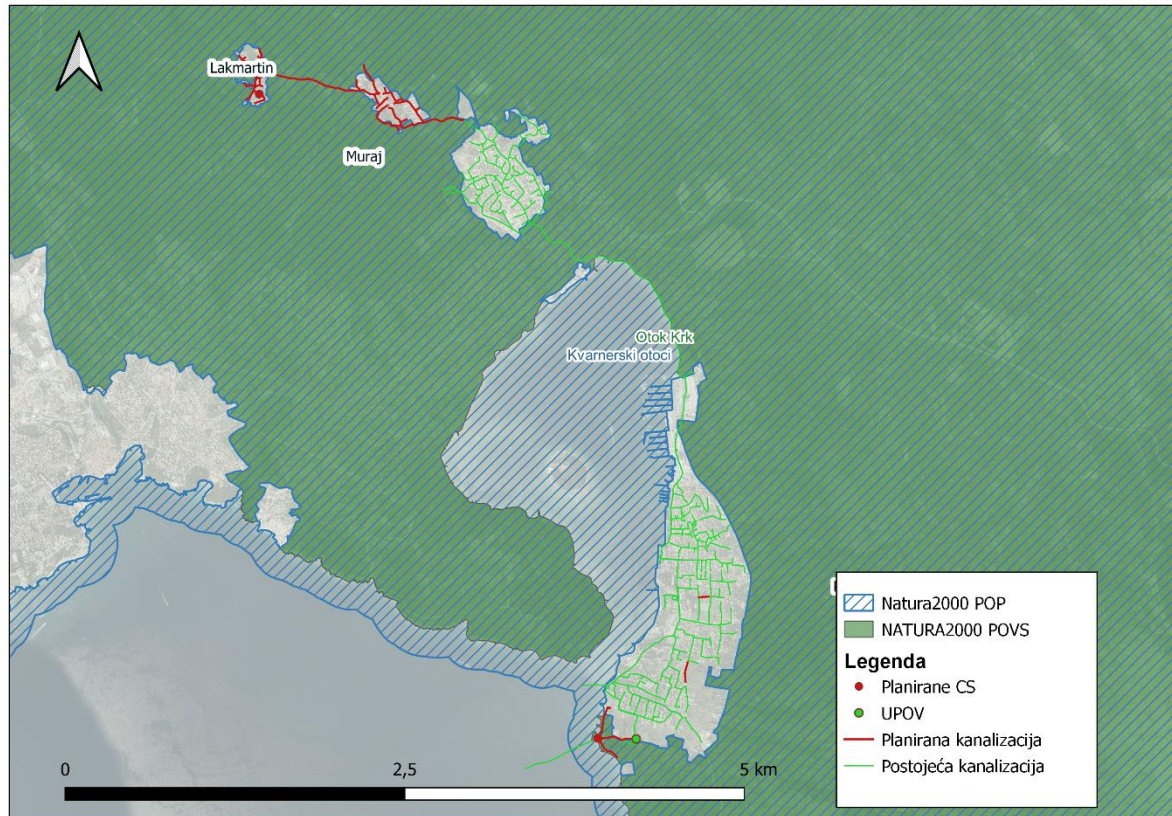 Lakmartin
Muraj
Otok Krk
Kvarnerski otoci
Natura2000 POP
NATURA2000 POVS
Legenda
Planirane CS
UPOV
Planirana kanalizacija
Postojeća kanalizacija
0
2,5
5 km